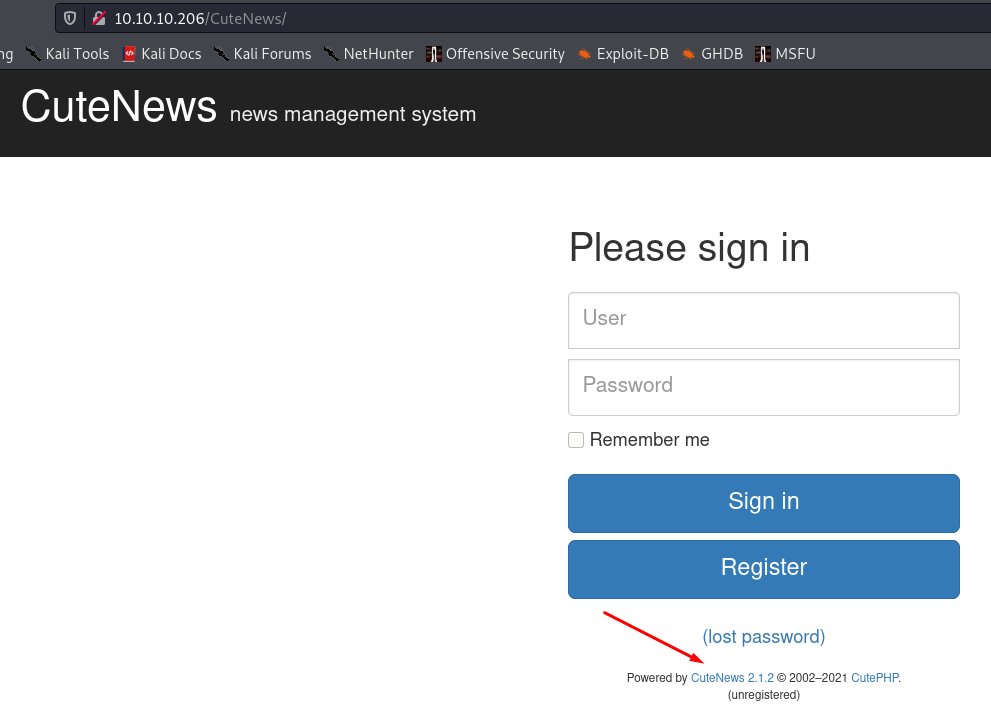 10.10.10.206/CuteNews/
ng Kali Tools Kali Docs Kali Forums NetHunter Offensive Security Exploit-DB GHDB MSFU
CuteNews news management system
Please sign in
User
Password
Remember me
Sign in
Register
(lost password)
Powered by CuteNews 2.1.2 © 2002–2021 CutePHP.
(unregistered)